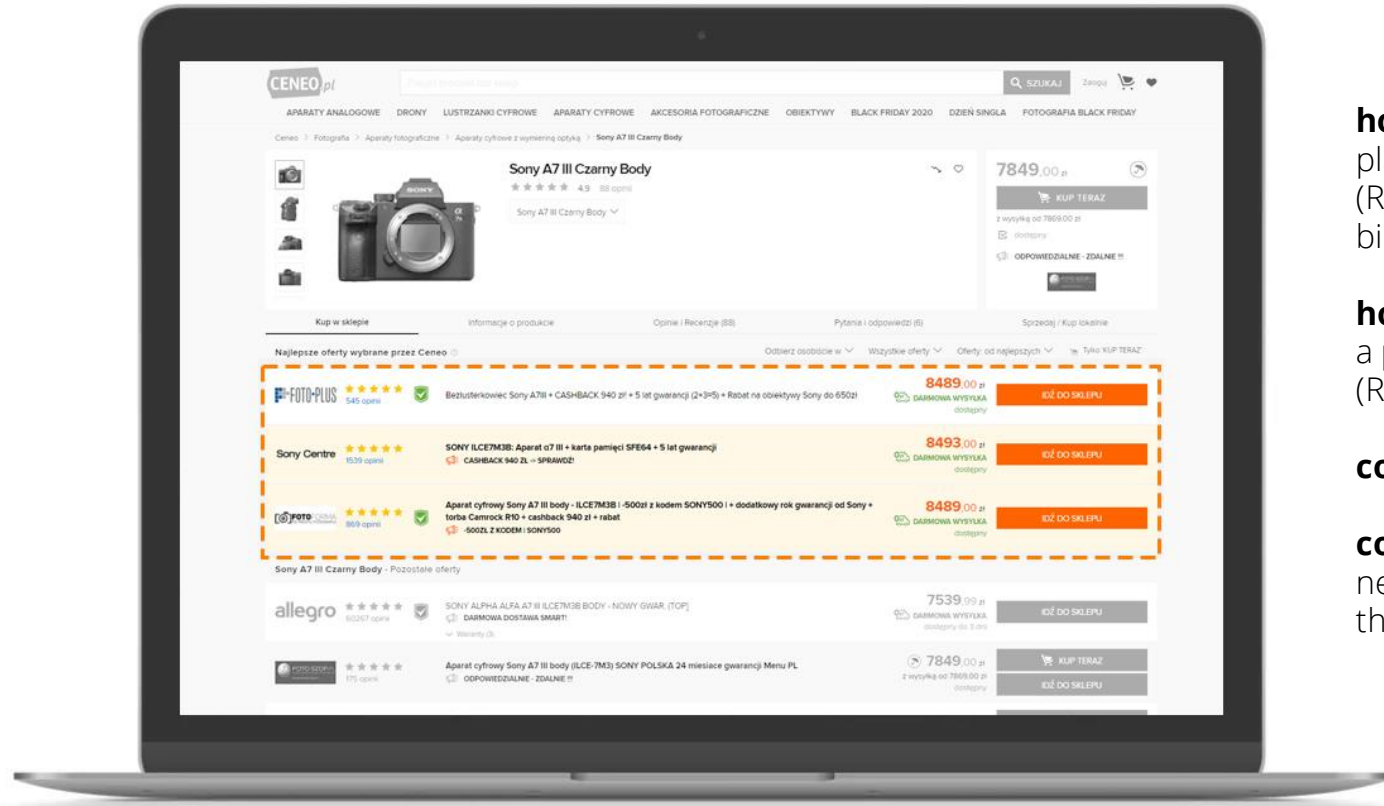 CENEO.pl
SZUKAJ Zaloguj
APARATY ANALOGOWE DRONY LUSTRZANKI CYFROWE APARATY CYFROWE AKCESORIA FOTOGRAFICZNE OBIEKTYWY BLACK FRIDAY 2020 DZIEŃ SINGLA FOTOGRAFIA BLACK FRIDAY
Ceneo > Fotografia > Aparaty fotograficzne > Aparaty cyfrowe z wymienną optyką > Sony A7 III Czarny Body
Sony A7 III Czarny Body
4,9 88 opinii
Sony A7 III Czarny Body
SONY
7849,00 zł
KUP TERAZ
z wysyłką od 7869,00 zł
dostępny
ODPOWIEDZIALNIE - ZDALNIE !!!
Kup w sklepie Informacje o produkcie Opinie i Recenzje (88) Pytania i odpowiedzi (6) Sprzedaj / Kup lokalnie
Najlepsze oferty wybrane przez Ceneo Odbierz osobiście w Wszystkie oferty Oferty: od najlepszych Tylko 'KUP TERAZ'
FOTO-PLUS 545 opinii Bezlusterkowiec Sony A7III + CASHBACK 940 zł! + 5 lat gwarancji (2+3=5) + Rabat na obiektywy Sony do 650zł 8489,00 zł IDŹ DO SKLEPU
DARMOWA WYSYŁKA
dostępny
Sony Centre 1539 opinii SONY ILCE7M3B: Aparat α7 III + karta pamięci SFE64 + 5 lat gwarancji 8493,00 zł IDŹ DO SKLEPU
CASHBACK 940 ZŁ -> SPRAWDŹ! DARMOWA WYSYŁKA
dostępny
FOTOFORMA 869 opinii Aparat cyfrowy Sony A7 III body - ILCE7M3B | -500zł z kodem SONY500 | + dodatkowy rok gwarancji od Sony + 8489,00 zł IDŹ DO SKLEPU
torba Camrock R10 + cashback 940 zł + rabat DARMOWA WYSYŁKA
-500ZŁ Z KODEM: SONY500 dostępny
Sony A7 III Czarny Body - Pozostałe oferty
allegro 60267 opinii SONY ALPHA ALFA A7 III ILCE7M3B BODY - NOWY GWAR. (TOP) 7539,99 zł IDŹ DO SKLEPU
DARMOWA DOSTAWA SMART! DARMOWA WYSYŁKA
Warianty (3) dostępny do 3 dni
175 opinii Aparat cyfrowy Sony A7 III body (ILCE-7M3) SONY POLSKA 24 miesiace gwarancji Menu PL 7849,00 zł KUP TERAZ
ODPOWIEDZIALNIE - ZDALNIE !!! z wysyłką od 7869,00 zł
dostępny IDŹ DO SKLEPU
ho
pl
(R
bi
ho
a p
(R
co
co
ne
th